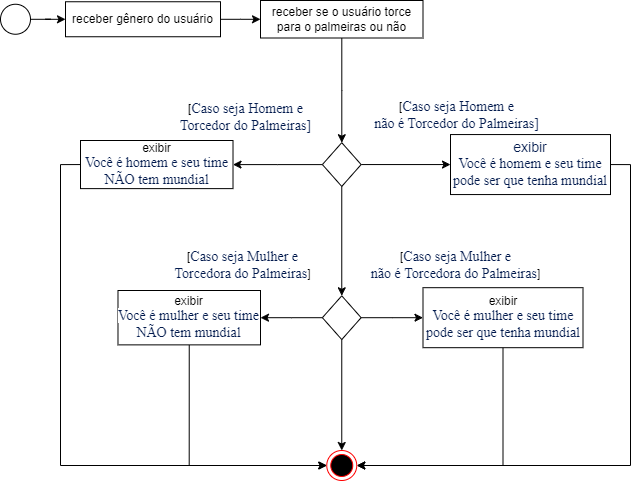 receber gênero do usuário
receber se o usuário torce
para o palmeiras ou não
[Caso seja Homem e
Torcedor do Palmeiras]
[Caso seja Homem e
não é Torcedor do Palmeiras]
exibir
Você é homem e seu time
NÃO tem mundial
exibir
Você é homem e seu time
pode ser que tenha mundial
[Caso seja Mulher e
Torcedora do Palmeiras]
[Caso seja Mulher e
não é Torcedora do Palmeiras]
exibir
Você é mulher e seu time
NÃO tem mundial
exibir
Você é mulher e seu time
pode ser que tenha mundial